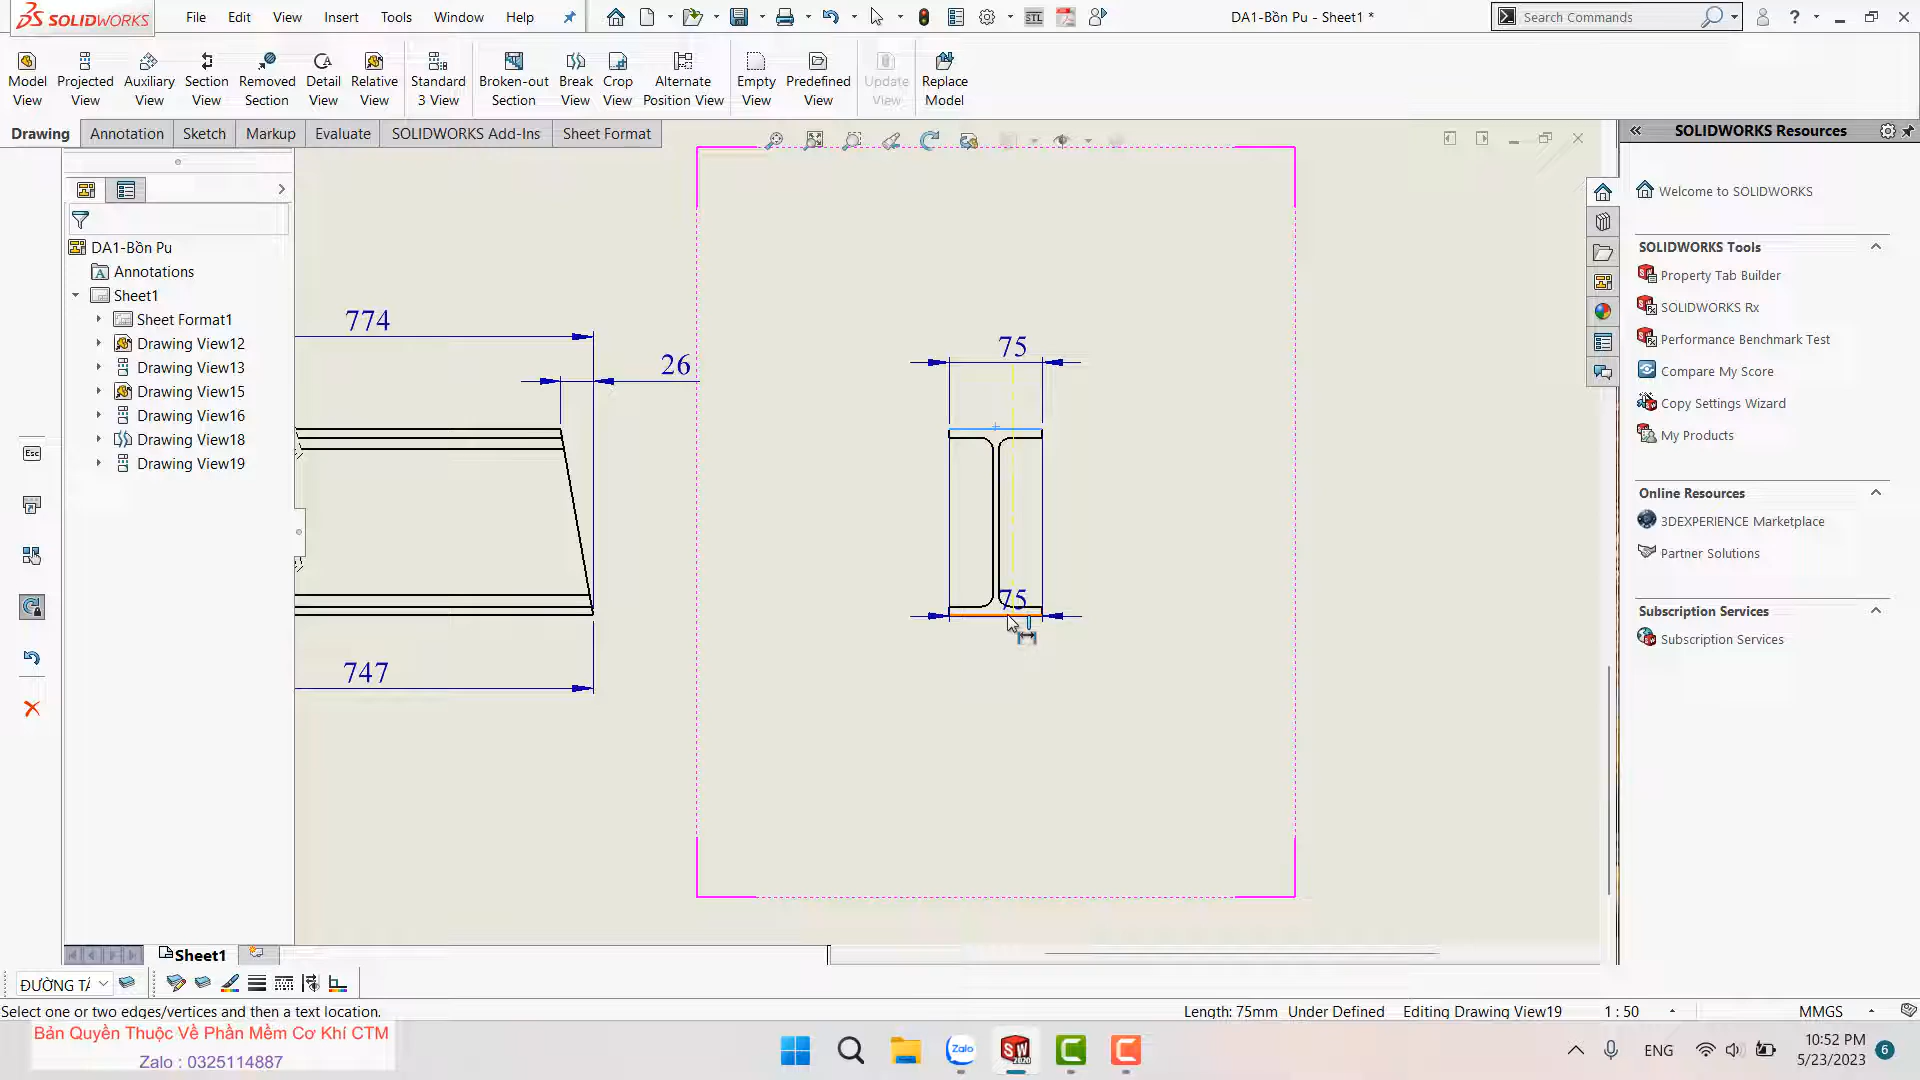 SOLIDWORKS
File Edit View Insert Tools Window Help
STL
DA1-Bồn Pu - Sheet1 *
Search Commands
?
Model View
Projected View
Auxiliary View
Section View
Removed Section
Detail View
Relative View
Standard 3 View
Broken-out Section
Break View
Crop View
Alternate Position View
Empty View
Predefined View
Update View
Replace Model
Drawing Annotation Sketch Markup Evaluate SOLIDWORKS Add-Ins Sheet Format
SOLIDWORKS Resources
DA1-Bồn Pu
Annotations
Sheet1
Sheet Format1
Drawing View12
Drawing View13
Drawing View15
Drawing View16
Drawing View18
Drawing View19
Esc
774
26
747
75
75
Welcome to SOLIDWORKS
SOLIDWORKS Tools
Property Tab Builder
SOLIDWORKS Rx
Performance Benchmark Test
Compare My Score
Copy Settings Wizard
My Products
Online Resources
3DEXPERIENCE Marketplace
Partner Solutions
Subscription Services
Subscription Services
Sheet1
ĐƯỜNG TÂ
Select one or two edges/vertices and then a text location.
Length: 75mm Under Defined Editing Drawing View19 1 : 50 MMGS
Bản Quyền Thuộc Về Phần Mềm Cơ Khí CTM
Zalo : 0325114887
Zalo
SW
2020
ENG
10:52 PM
5/23/2023
6